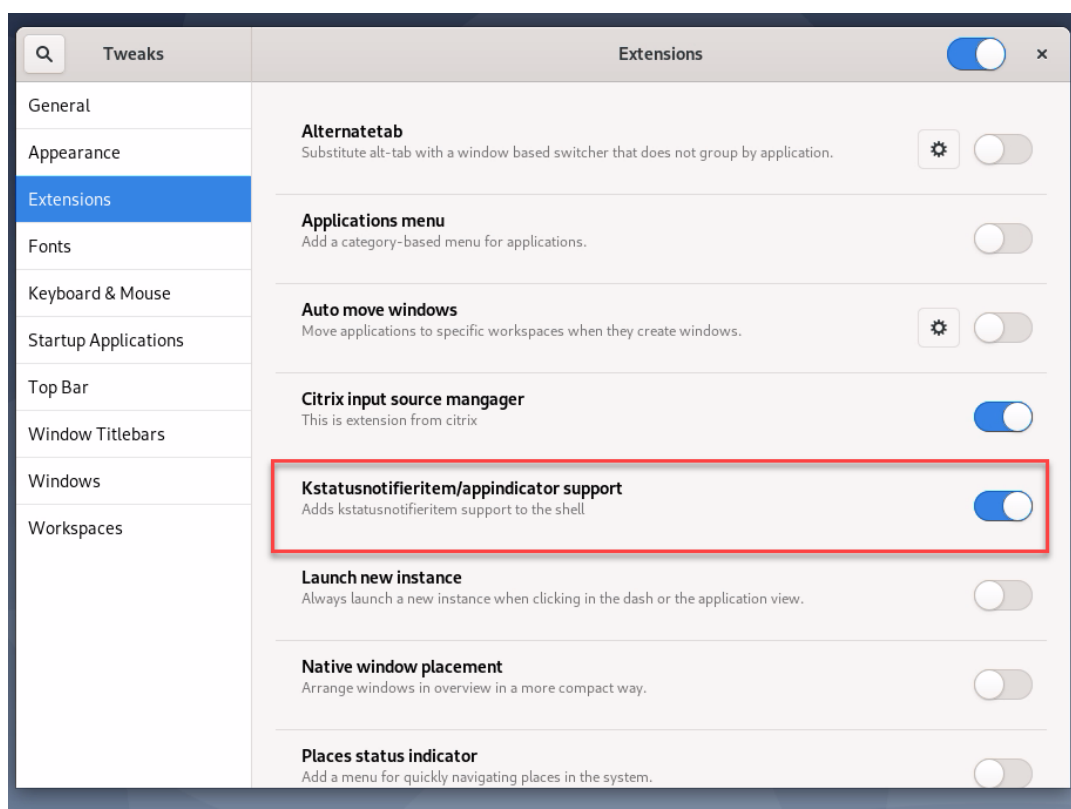 Tweaks
Extensions
General
Appearance
Extensions
Fonts
Keyboard & Mouse
Startup Applications
Top Bar
Window Titlebars
Windows
Workspaces
Alternatetab
Substitute alt-tab with a window based switcher that does not group by application.
Applications menu
Add a category-based menu for applications.
Auto move windows
Move applications to specific workspaces when they create windows.
Citrix input source mangager
This is extension from citrix
Kstatusnotifieritem/appindicator support
Adds kstatusnotifieritem support to the shell
Launch new instance
Always launch a new instance when clicking in the dash or the application view.
Native window placement
Arrange windows in overview in a more compact way.
Places status indicator
Add a menu for quickly navigating places in the system.